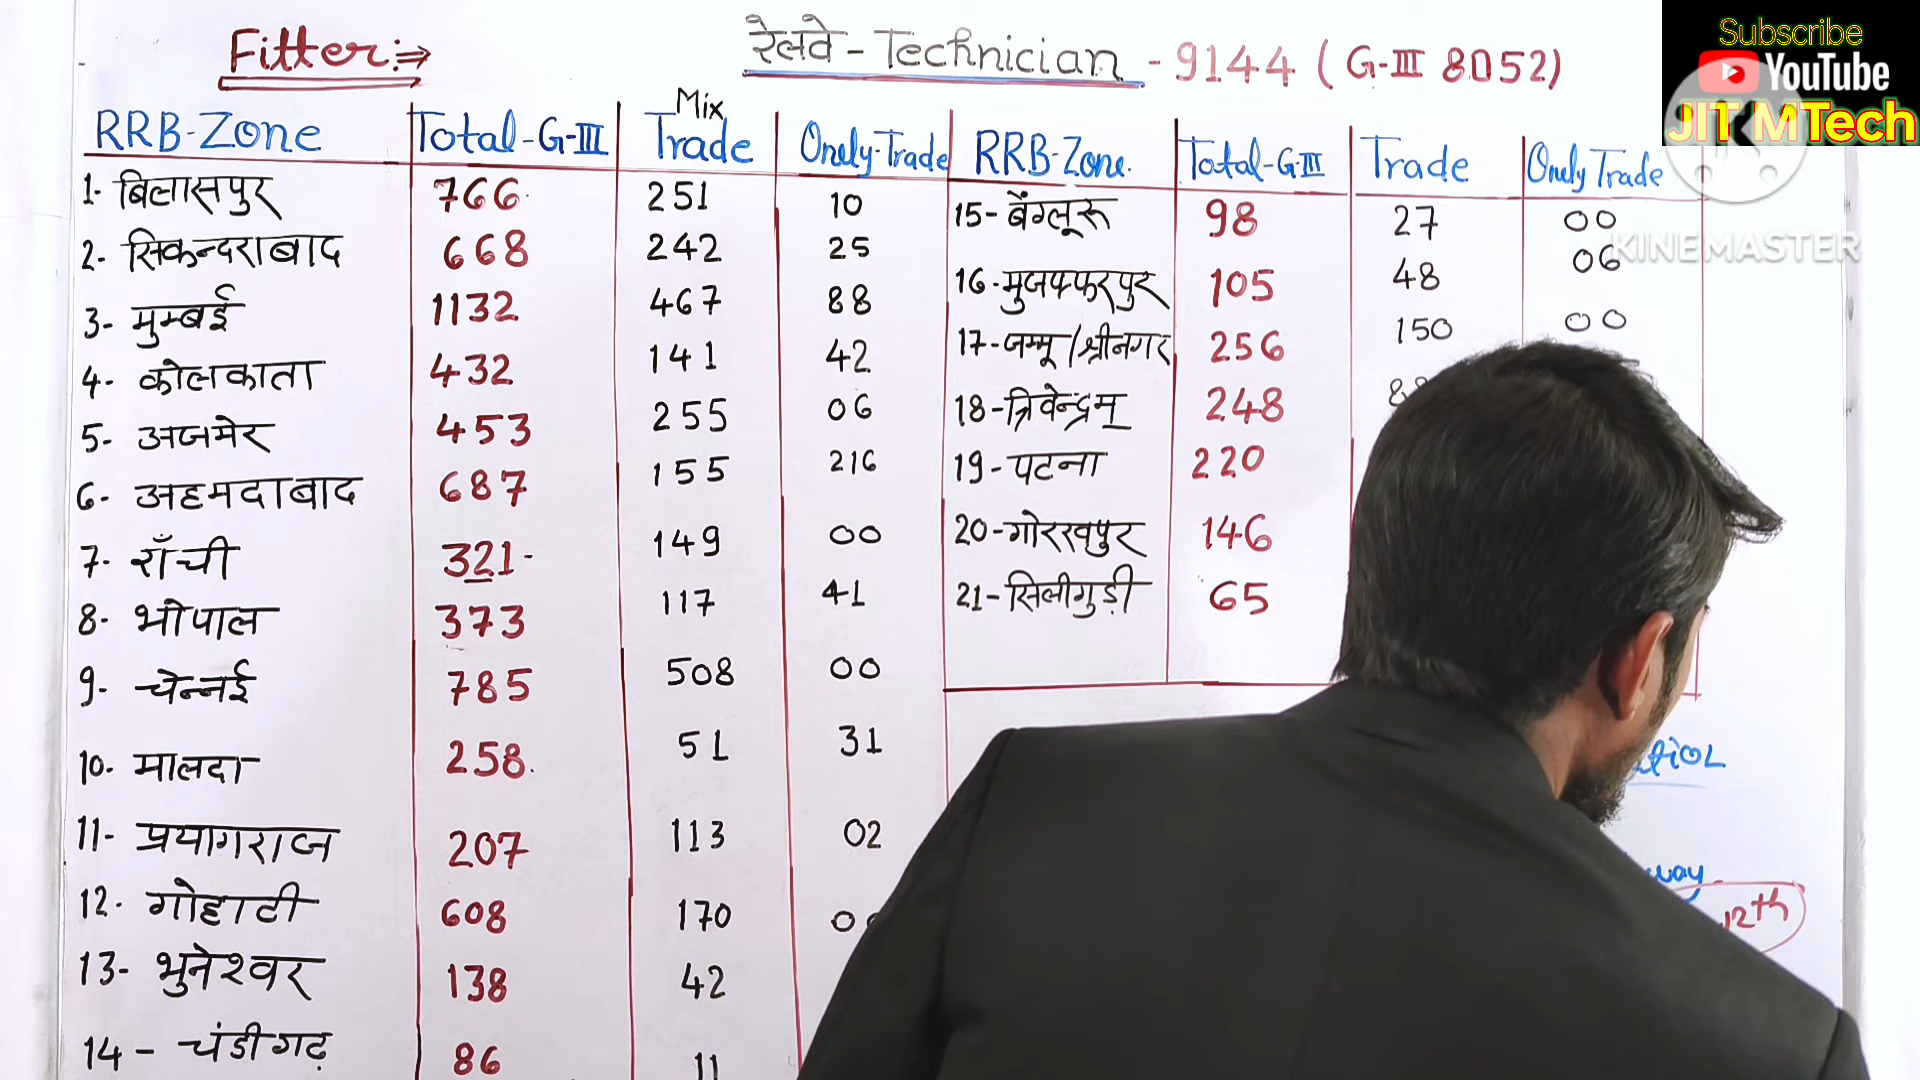 Fitter:⇒
रेलवे - Technician - 9144 ( G-III 8052)
Subscribe
YouTube
JIT MTech
KINEMASTER
RRB-Zone Total-G-III Mix Trade Onely-Trade
1- बिलासपुर 766 251 10
2- सिकन्दराबाद 668 242 25
3- मुम्बई 1132 467 88
4- कोलकाता 432 141 42
5- अजमेर 453 255 06
6- अहमदाबाद 687 155 216
7- राँची 321- 149 00
8- भोपाल 373 117 41
9- चेन्नई 785 508 00
10- मालदा 258. 51 31
11- प्रयागराज 207 113 02
12- गोहाटी 608 170
13- भुनेश्वर 138 42
14 - चंडीगढ़ 86 11
RRB-Zone. Total-G-III Trade Onely Trade
15- बेंग्लूरू 98 27 00
16- मुजफ्फरपुर 105 48 06
17- जम्मू/श्रीनगर 256 150 00
18- त्रिवेन्द्रम 248
19- पटना 220
20- गोरखपुर 146
21- सिलीगुड़ी 65
12th